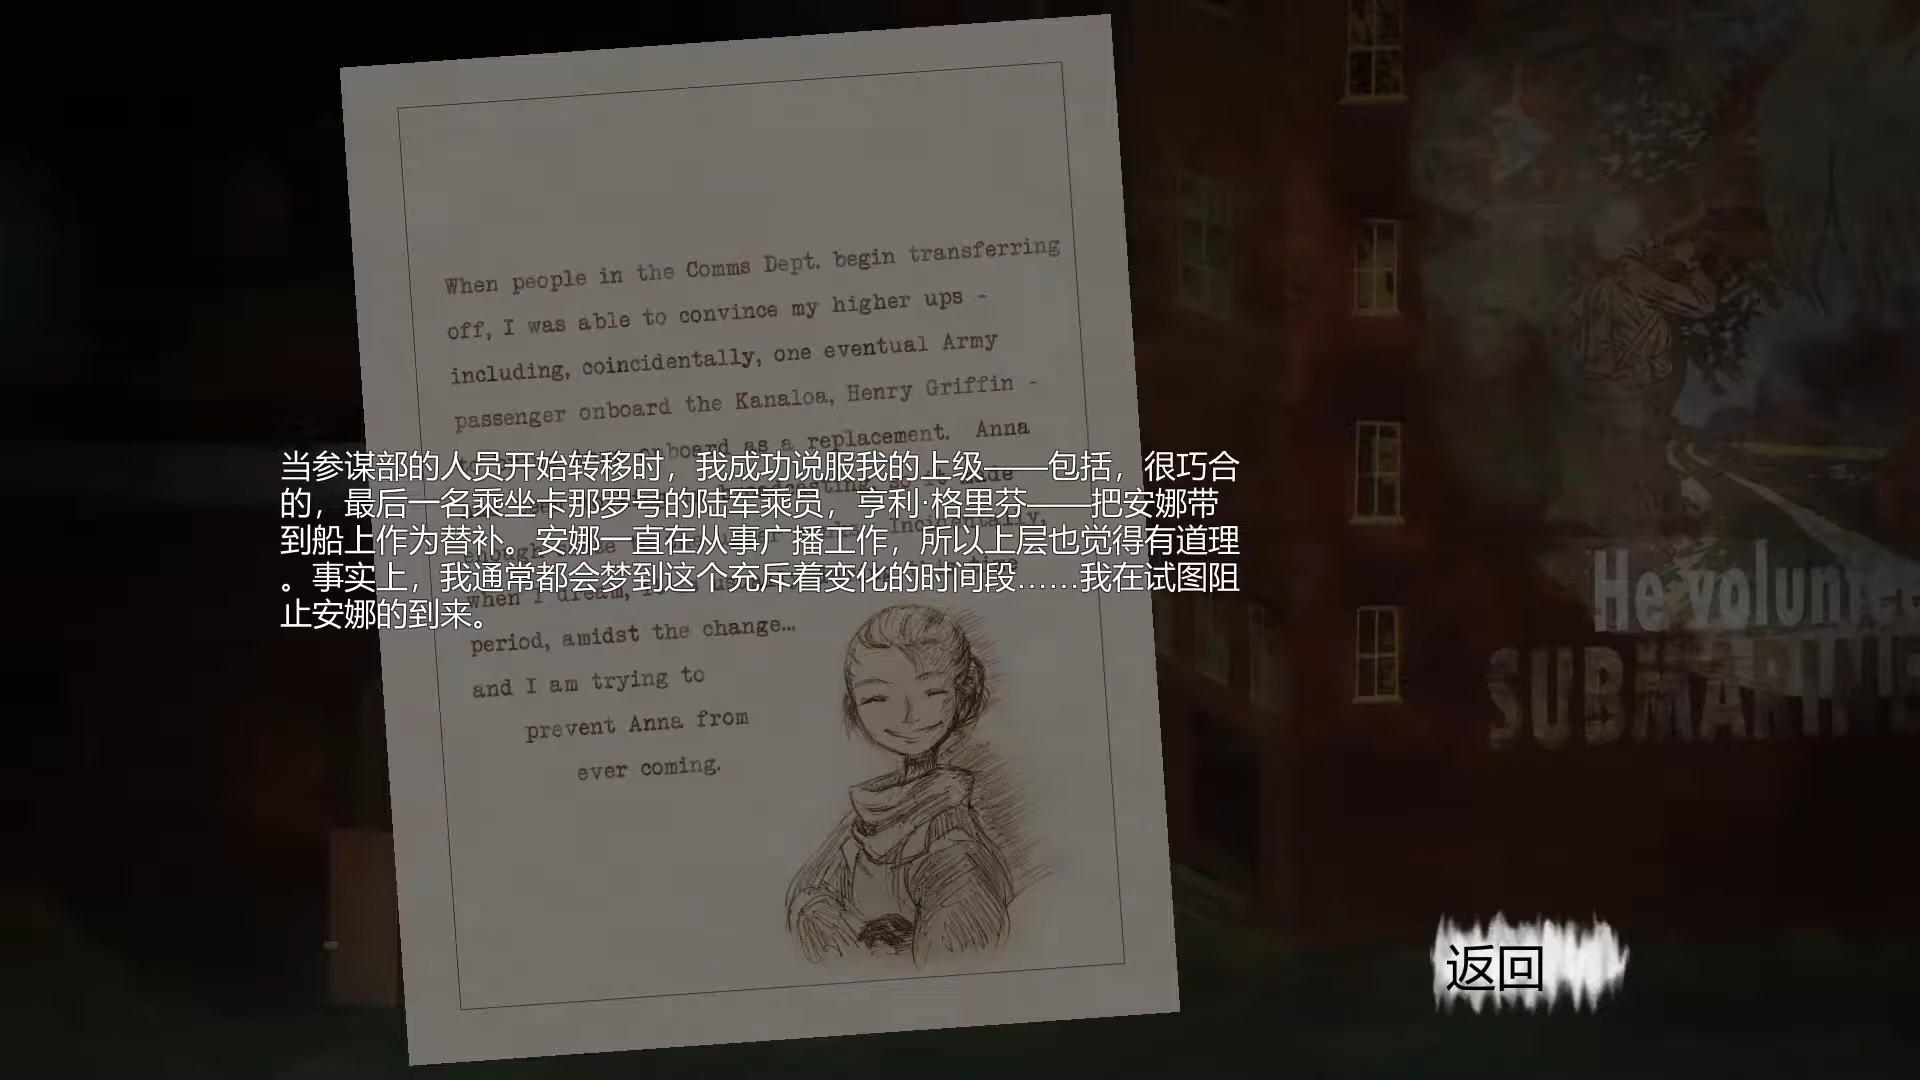 When people in the Comms Dept. begin transferring
off, I was able to convince my higher ups -
including, coincidentally, one eventual Army
passenger onboard the Kanaloa, Henry Griffin -
onboard as a replacement. Anna
当参谋部的人员开始转移时，我成功说服我的上级——包括，很巧合
的，最后一名乘坐卡那罗号的陆军乘员，亨利·格里芬——把安娜带
到船上作为替补。安娜一直在从事广播工作，所以上层也觉得有道理
。事实上，我通常都会梦到这个充斥着变化的时间段……我在试图阻
止安娜的到来。
Incidentally,
when I dream,
period, amidst the change…
and I am trying to
prevent Anna from
ever coming.
He
SUBMARINE
返回